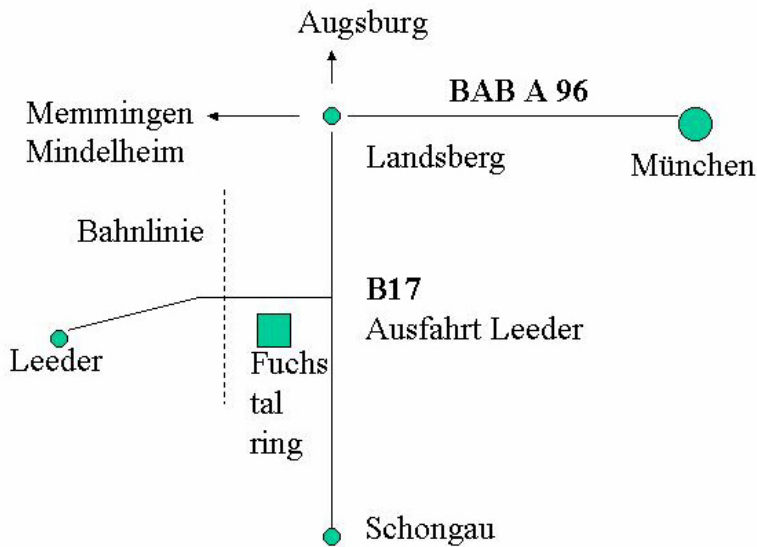 Augsburg
BAB A 96
Memmingen
Mindelheim
Landsberg
München
Bahnlinie
B17
Ausfahrt Leeder
Leeder
Fuchs
tal
ring
Schongau